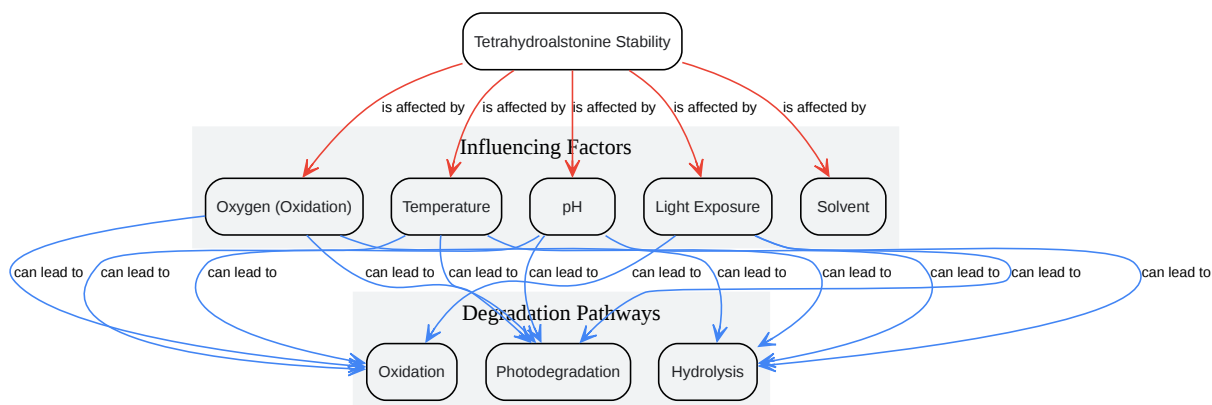 Tetrahydroalstonine Stability
is affected by is affected by is affected by is affected by is affected by
Influencing Factors
Oxygen (Oxidation) Temperature pH Light Exposure Solvent
can lead to can lead to can lead to can lead to can lead to can lead to can lead to can lead to can lead to can lead to can lead to can lead to
Degradation Pathways
Oxidation Photodegradation Hydrolysis